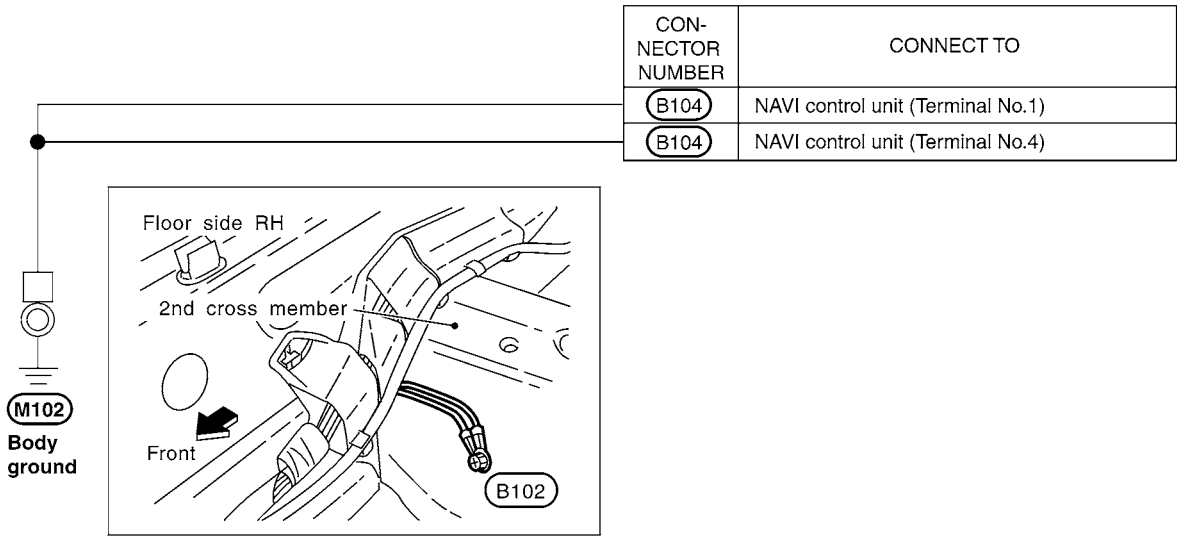 CON-
NECTOR
NUMBER
CONNECT TO
B104
NAVI control unit (Terminal No.1)
B104
NAVI control unit (Terminal No.4)
Floor side RH
2nd cross member
Front
B102
M102
Body
ground